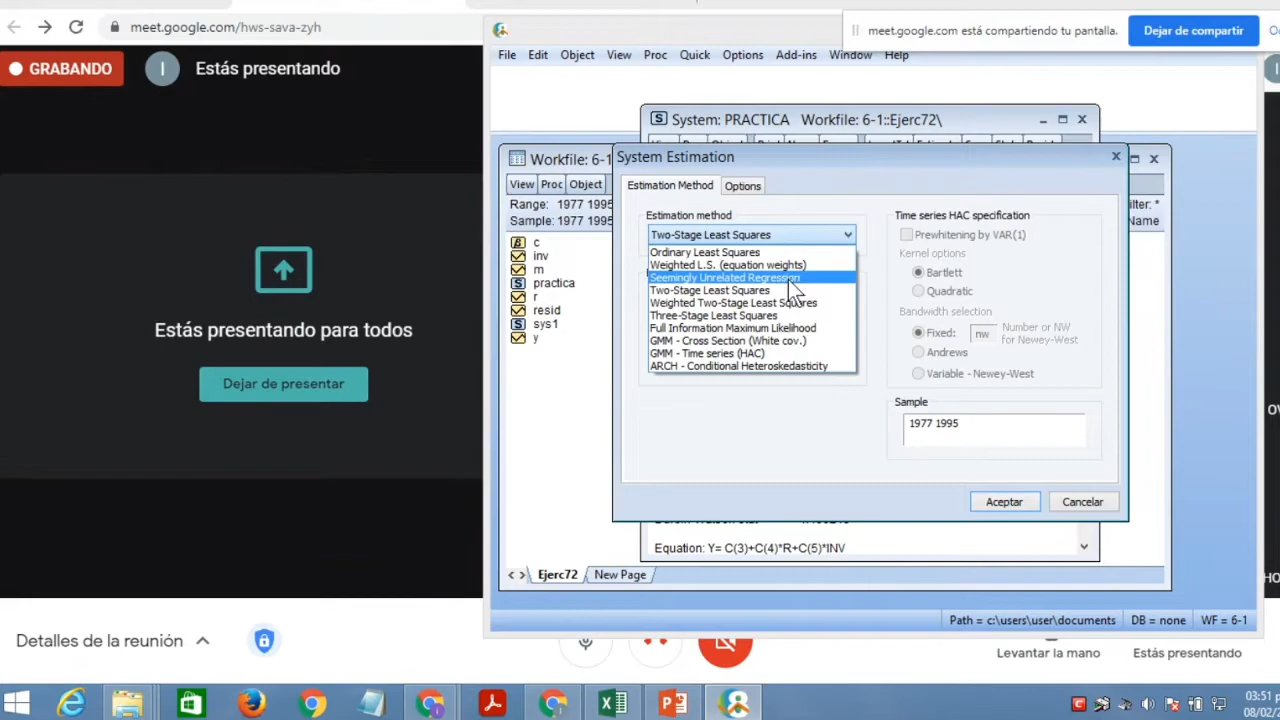 meet.google.com/hws-sava-zyh
meet.google.com está compartiendo tu pantalla.
Dejar de compartir
GRABANDO
I
Estás presentando
File Edit Object View Proc Quick Options Add-ins Window Help
System: PRACTICA Workfile: 6-1::Ejerc72\
Workfile: 6-1
View Proc Object
Range: 1977 1995
Sample: 1977 1995
ilter: *
Name
c
inv
m
practica
r
resid
sys1
y
System Estimation
Estimation Method
Options
Estimation method
Two-Stage Least Squares
Ordinary Least Squares
Weighted L.S. (equation weights)
Seemingly Unrelated Regression
Two-Stage Least Squares
Weighted Two-Stage Least Squares
Three-Stage Least Squares
Full Information Maximum Likelihood
GMM - Cross Section (White cov.)
GMM - Time series (HAC)
ARCH - Conditional Heteroskedasticity
Time series HAC specification
Prewhitening by VAR(1)
Kernel options
Bartlett
Quadratic
Bandwidth selection
Fixed: nw
Number or NW
for Newey-West
Andrews
Variable - Newey-West
Sample
1977 1995
Aceptar
Cancelar
Equation: Y= C(3)+C(4)*R+C(5)*INV
Ejerc72
New Page
Path = c:\users\user\documents DB = none WF = 6-1
Estás presentando para todos
Dejar de presentar
Detalles de la reunión
Levantar la mano
Estás presentando
03:51 p
08/02/2